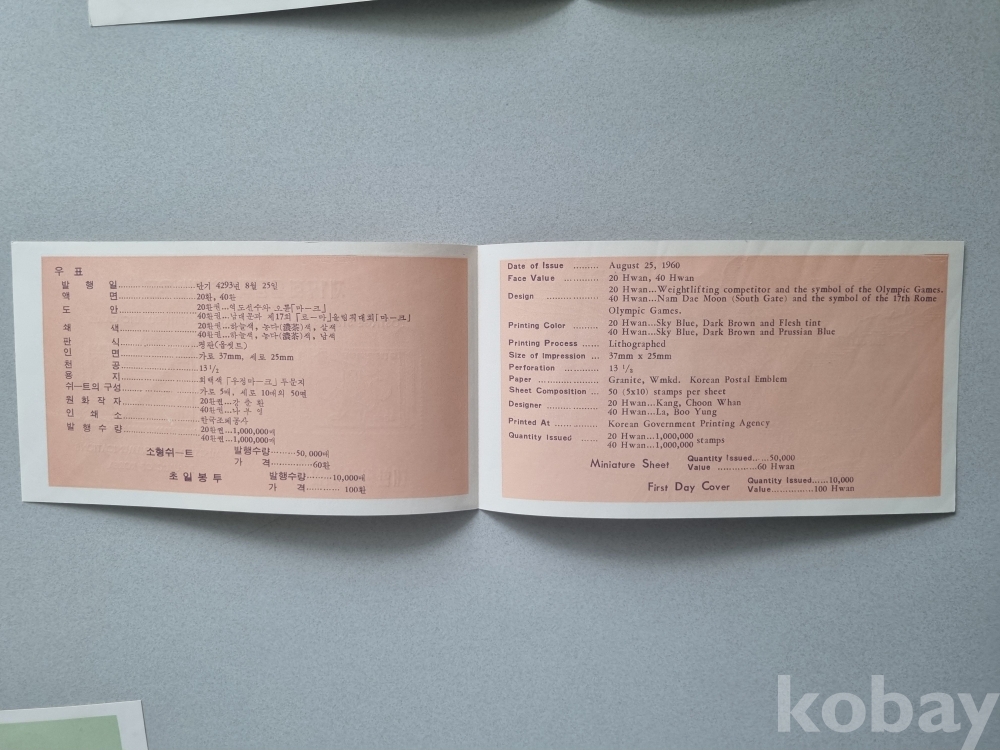 우 표
발 행 일 단기 4293년 8월 25일
액 면 20환, 40환
도 안 20환면…역도선수와 오륜「마ー크」
40환면…남대문과 제17회 「로ー마」올림픽대회「마ー크」
쇄 색 20환면…하늘색, 농다(濃茶)색, 살색
40환면…하늘색, 농다(濃茶)색, 남색
판 식 평판(옵셋트)
인 면 가로 37mm, 세로 25mm
천 공 13 1/2
용 지 회백색「우정마ー크」투문지
쉬ー트의 구성 가로 5매, 세로 10매의 50면
원 화 작 자 20환면…강 춘 환
40환면…나 부 영
인 쇄 소 한국조폐공사
발 행 수 량 20환면…1,000,000매
40환면…1,000,000매
소형쉬ー트 발행수량………50,000매
가 격……………60환
초 일 봉 투 발행수량………10,000매
가 격…………100환
Date of Issue ……… August 25, 1960
Face Value ………… 20 Hwan, 40 Hwan
Design …………… 20 Hwan…Weightlifting competitor and the symbol of the Olympic Games.
40 Hwan…Nam Dae Moon (South Gate) and the symbol of the 17th Rome
Olympic Games.
Printing Color ……… 20 Hwan…Sky Blue, Dark Brown and Flesh tint
40 Hwan…Sky Blue, Dark Brown and Prussian Blue
Printing Process …… Lithographed
Size of Impression … 37mm x 25mm
Perforation ………… 13 1/2
Paper ……………… Granite, Wmkd. Korean Postal Emblem
Sheet Composition … 50 (5x10) stamps per sheet
Designer ………… 20 Hwan…Kang, Choon Whan
40 Hwan…La, Boo Yung
Printed At ……… Korean Government Printing Agency
Quantity Issued …… 20 Hwan…1,000,000
40 Hwan…1,000,000 stamps
Miniature Sheet Quantity Issued……50,000
Value ……………60 Hwan
First Day Cover Quantity Issued……10,000
Value……………100 Hwan
kobay